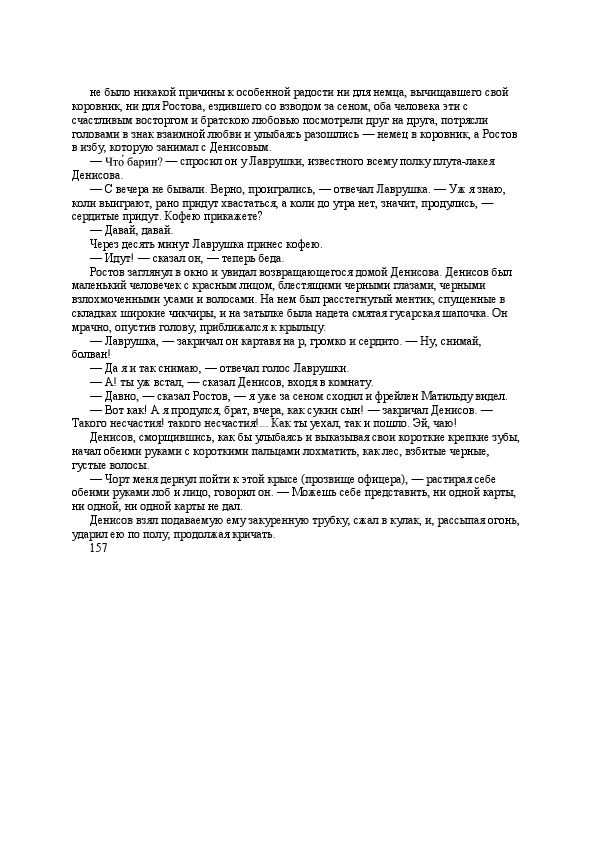 не было никакой причины к особенной радости ни для немца, вычищавшего свой
коровник, ни для Ростова, ездившего со взводом за сеном, оба человека эти с
счастливым восторгом и братскою любовью посмотрели друг на друга, потрясли
головами в знак взаимной любви и улыбаясь разошлись — немец в коровник, а Ростов
в избу, которую занимал с Денисовым.
— Что́ барин? — спросил он у Лаврушки, известного всему полку плута-лакея
Денисова.
— С вечера не бывали. Верно, проигрались, — отвечал Лаврушка. — Уж я знаю,
коли выиграют, рано придут хвастаться, а коли до утра нет, значит, продулись, —
сердитые придут. Кофею прикажете?
— Давай, давай.
Через десять минут Лаврушка принес кофею.
— Идут! — сказал он, — теперь беда.
Ростов заглянул в окно и увидал возвращающегося домой Денисова. Денисов был
маленький человечек с красным лицом, блестящими черными глазами, черными
взлохмоченными усами и волосами. На нем был расстегнутый ментик, спущенные в
складках широкие чикчиры, и на затылке была надета смятая гусарская шапочка. Он
мрачно, опустив голову, приближался к крыльцу.
— Лаврушка, — закричал он картавя на р, громко и сердито. — Ну, снимай,
болван!
— Да я и так снимаю, — отвечал голос Лаврушки.
— А! ты уж встал, — сказал Денисов, входя в комнату.
— Давно, — сказал Ростов, — я уже за сеном сходил и фрейлен Матильду видел.
— Вот как! А я продулся, брат, вчера, как сукин сын! — закричал Денисов. —
Такого несчастия! такого несчастия!... Как ты уехал, так и пошло. Эй, чаю!
Денисов, сморщившись, как бы улыбаясь и выказывая свои короткие крепкие зубы,
начал обеими руками с короткими пальцами лохматить, как лес, взбитые черные,
густые волосы.
— Чорт меня дернул пойти к этой крысе (прозвище офицера), — растирая себе
обеими руками лоб и лицо, говорил он. — Можешь себе представить, ни одной карты,
ни одной, ни одной карты не дал.
Денисов взял подаваемую ему закуренную трубку, сжал в кулак, и, рассыпая огонь,
ударил ею по полу, продолжая кричать.
157